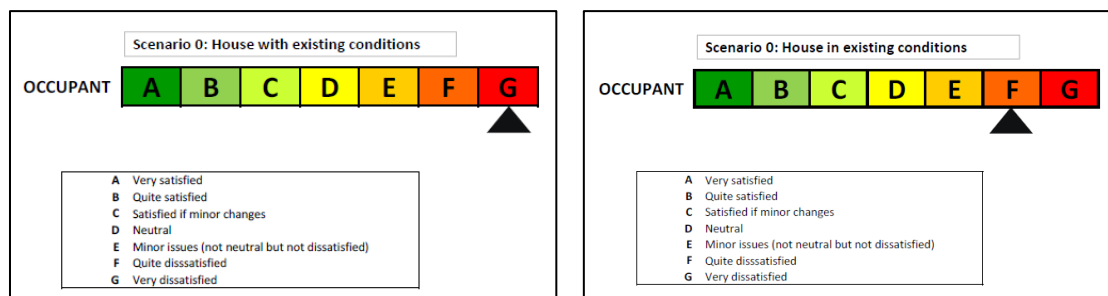 Scenario 0: House with existing conditions
OCCUPANT A B C D E F G
A Very satisfied
B Quite satisfied
C Satisfied if minor changes
D Neutral
E Minor issues (not neutral but not dissatisfied)
F Quite disssatisfied
G Very dissatisfied
Scenario 0: House in existing conditions
OCCUPANT A B C D E F G
A Very satisfied
B Quite satisfied
C Satisfied if minor changes
D Neutral
E Minor issues (not neutral but not dissatisfied)
F Quite disssatisfied
G Very dissatisfied